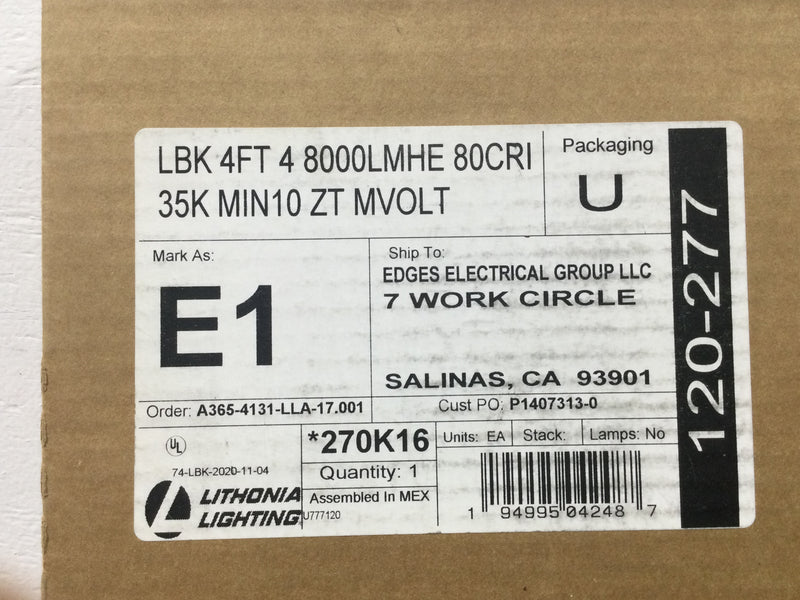 LBK 4FT 4 8000LMHE 80CRI
35K MIN10 ZT MVOLT
Packaging
U
120-277
Mark As:
E1
Ship To:
EDGES ELECTRICAL GROUP LLC
7 WORK CIRCLE
SALINAS, CA 93901
Order: A365-4131-LLA-17.001
Cust PO: P1407313-0
UL
74-LBK-2020-11-04
LITHONIA
LIGHTING
*270K16
Quantity: 1
Assembled In MEX
U777120
Units: EA
Stack:
Lamps: No
1 94995 04248 7